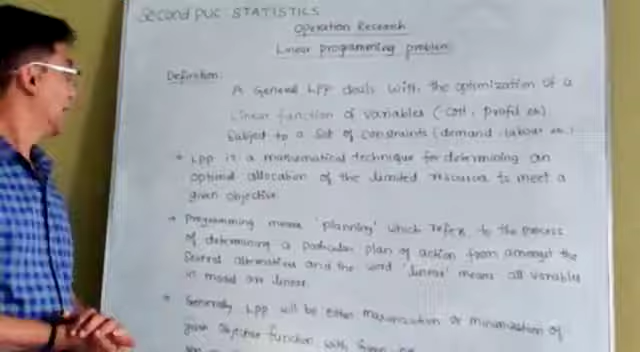 Second PUC STATISTICS
Operation Research
Linear programming problem
Definition:
A General LPP deals with the optimization of a
Linear function of variables (cost, profit etc)
Subject to a set of constraints (demand, labour etc.)
* LPP is a mathematical technique for determining an
optimal allocation of the limited resources to meet a
given objective
* Programming means 'planning' which refers to the process
of determining a particular plan of action from amongst the
several alternatives and the word 'linear' means all variables
in model are linear.
* Generally LPP will be either maximization or minimization of
given objective function with given